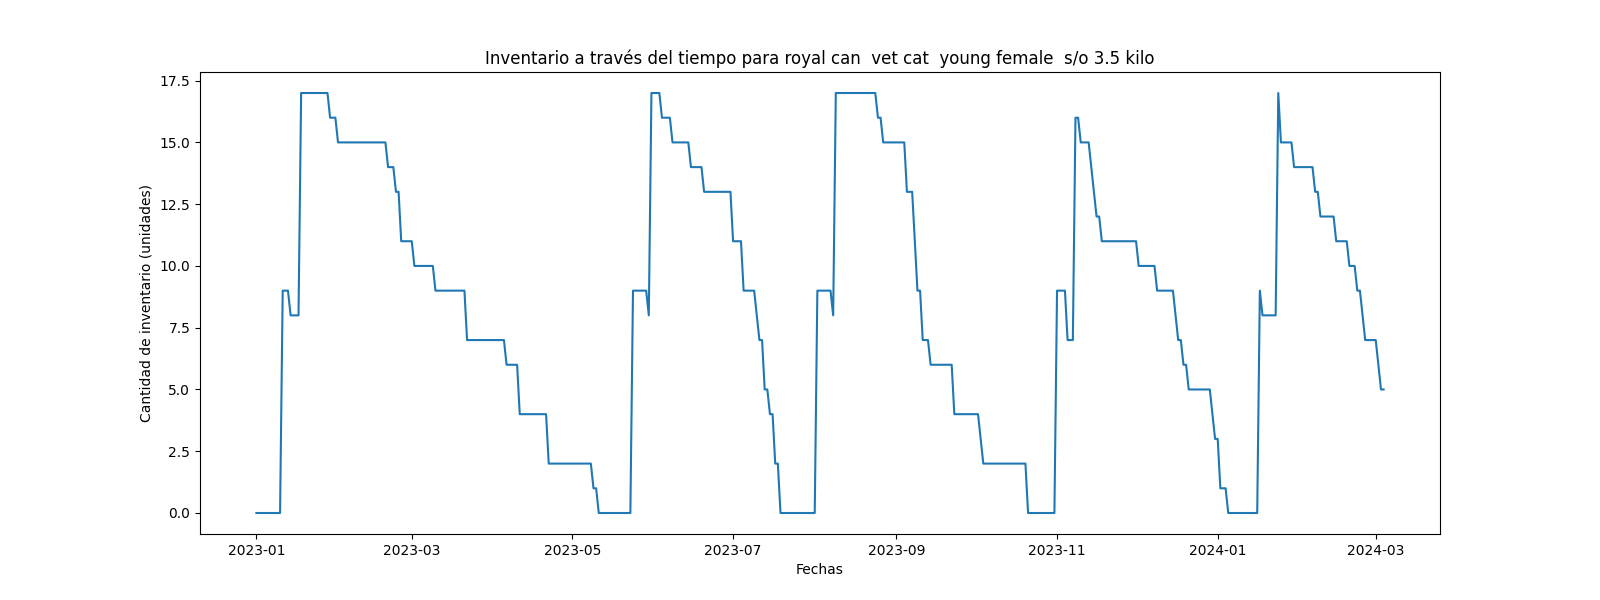 Inventario a través del tiempo para royal can  vet cat  young female  s/o 3.5 kilo
Cantidad de inventario (unidades)
17.5
15.0
12.5
10.0
7.5
5.0
2.5
0.0
2023-01 2023-03 2023-05 2023-07 2023-09 2023-11 2024-01 2024-03
Fechas